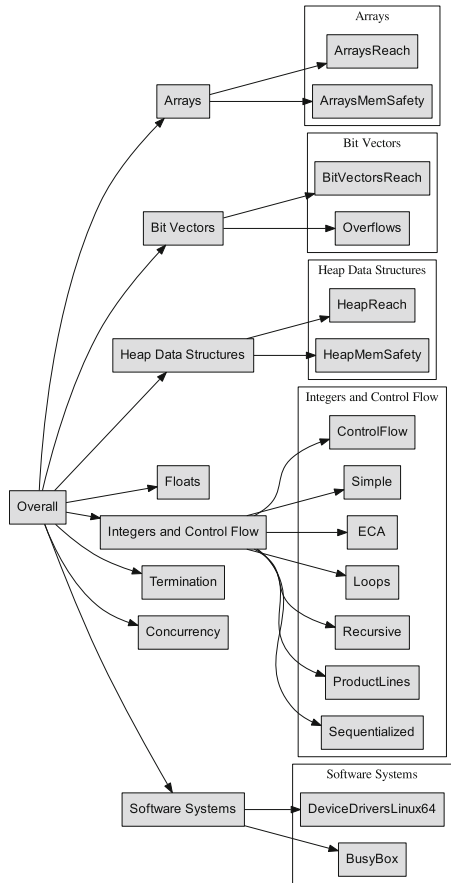 Arrays
ArraysReach
Arrays
ArraysMemSafety
Bit Vectors
BitVectorsReach
Bit Vectors
Overflows
Heap Data Structures
HeapReach
Heap Data Structures
HeapMemSafety
Integers and Control Flow
ControlFlow
Floats
Simple
Overall
Integers and Control Flow
ECA
Termination
Loops
Concurrency
Recursive
ProductLines
Sequentialized
Software Systems
Software Systems
DeviceDriversLinux64
BusyBox